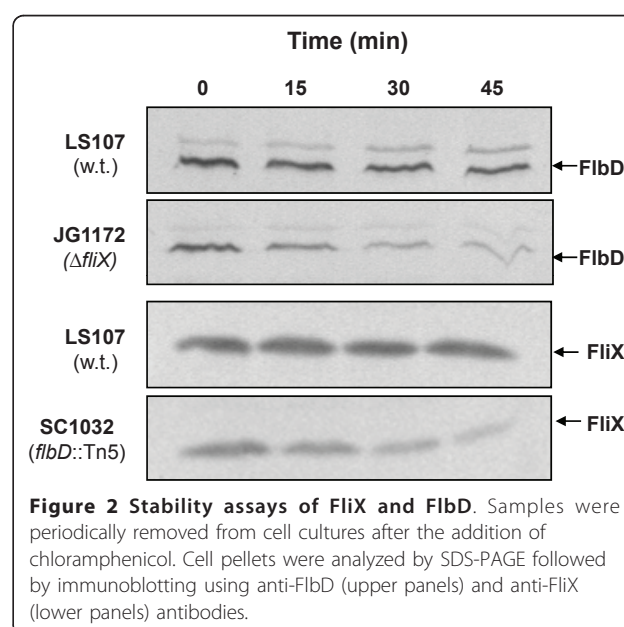 Time (min)
0 15 30 45
LS107
(w.t.)
FlbD
JG1172
(ΔfliX)
FlbD
LS107
(w.t.)
FliX
SC1032
(flbD::Tn5)
FliX
Figure 2 Stability assays of FliX and FlbD. Samples were
periodically removed from cell cultures after the addition of
chloramphenicol. Cell pellets were analyzed by SDS-PAGE followed
by immunoblotting using anti-FlbD (upper panels) and anti-FliX
(lower panels) antibodies.